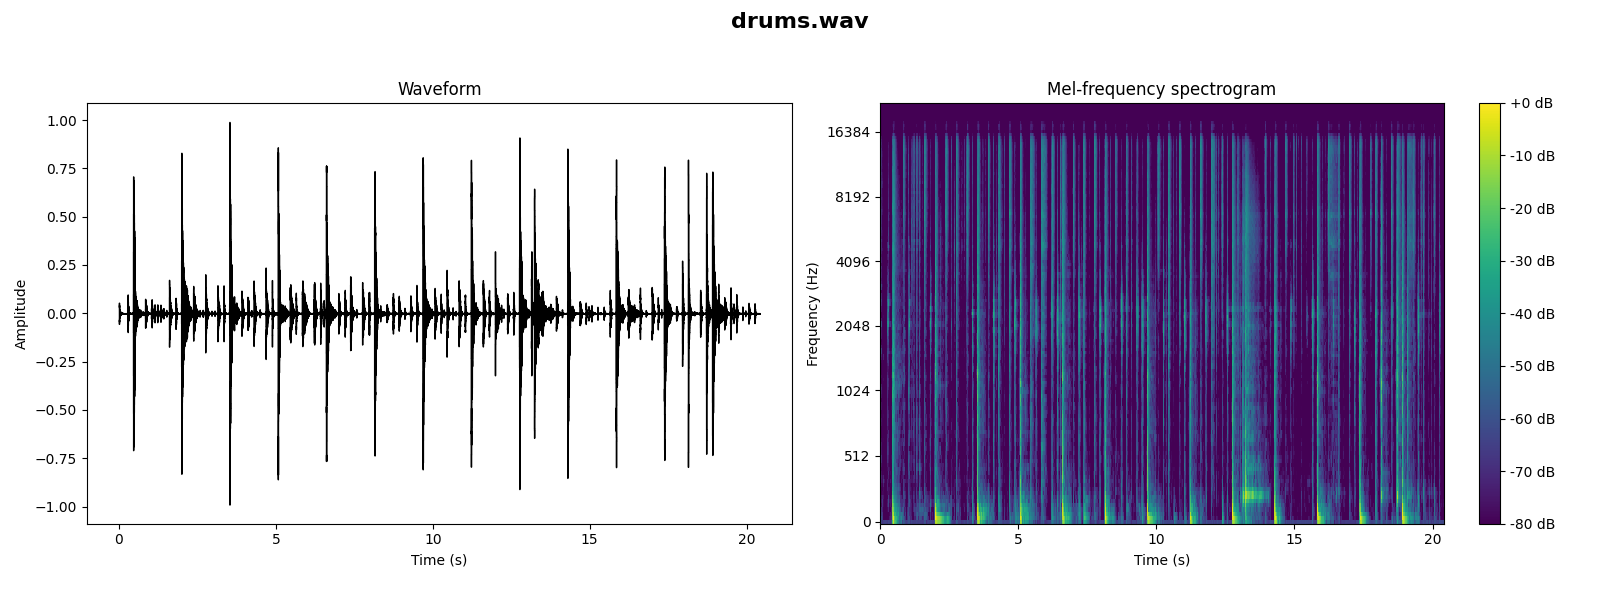 drums.wav
Waveform
Amplitude
1.00
0.75
0.50
0.25
0.00
−0.25
−0.50
−0.75
−1.00
0 5 10 15 20
Time (s)
Mel-frequency spectrogram
Frequency (Hz)
16384
8192
4096
2048
1024
512
0
0 5 10 15 20
Time (s)
+0 dB
-10 dB
-20 dB
-30 dB
-40 dB
-50 dB
-60 dB
-70 dB
-80 dB